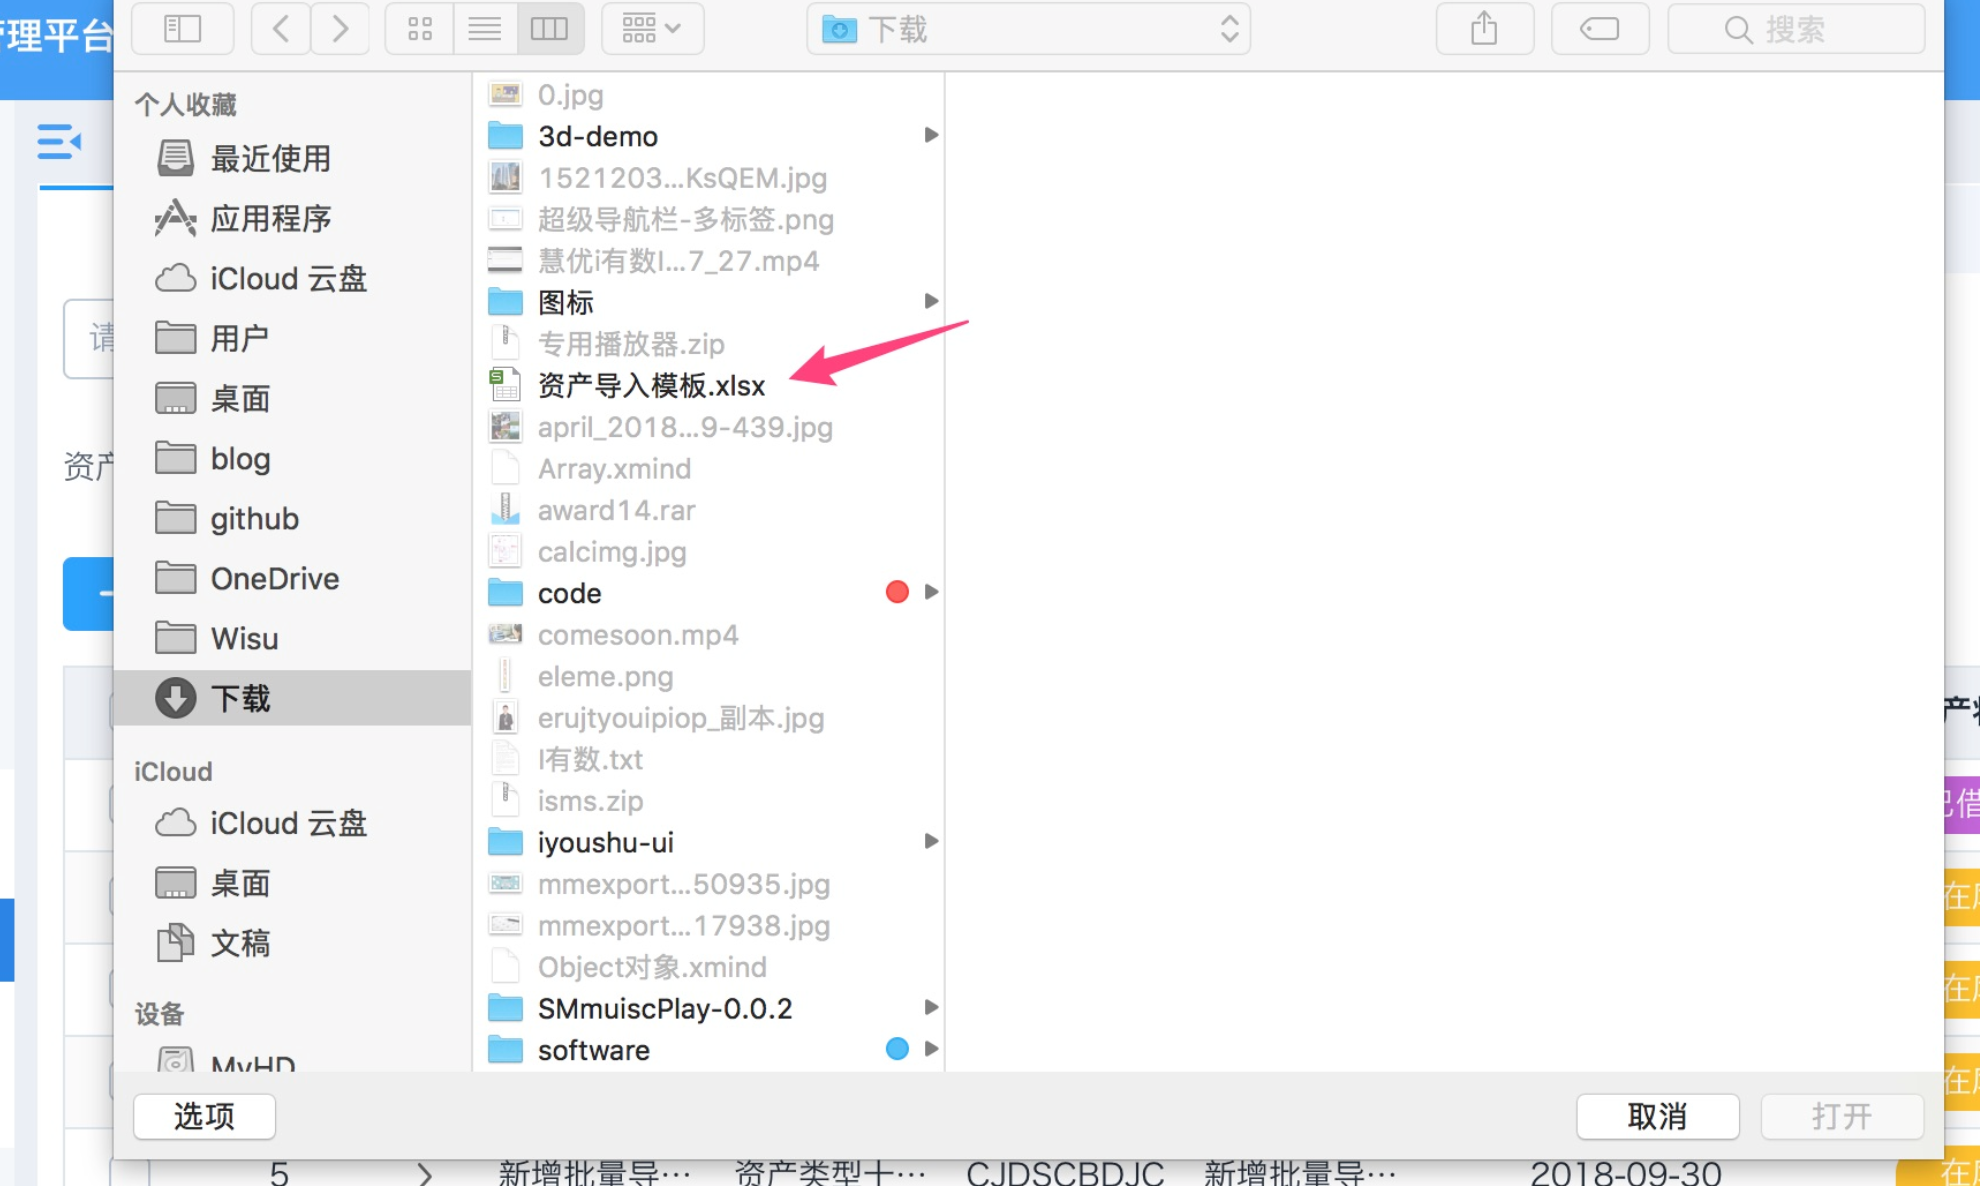 理平台
下载
搜索
个人收藏
最近使用
应用程序
iCloud 云盘
用户
桌面
blog
github
OneDrive
Wisu
下载
iCloud
iCloud 云盘
桌面
文稿
设备
MyHD
0.jpg
3d-demo
1521203...KsQEM.jpg
超级导航栏-多标签.png
慧优i有数I...7_27.mp4
图标
专用播放器.zip
资产导入模板.xlsx
april_2018...9-439.jpg
Array.xmind
award14.rar
calcimg.jpg
code
comesoon.mp4
eleme.png
erujtyouipiop_副本.jpg
I有数.txt
isms.zip
iyoushu-ui
mmexport...50935.jpg
mmexport...17938.jpg
Object对象.xmind
SMmuiscPlay-0.0.2
software
请
资产
产状
已借
在库
在库
在库
在库
选项
取消
打开
5 新增批量导… 资产类型十… CJDSCBDJC 新增批量导… 2018-09-30